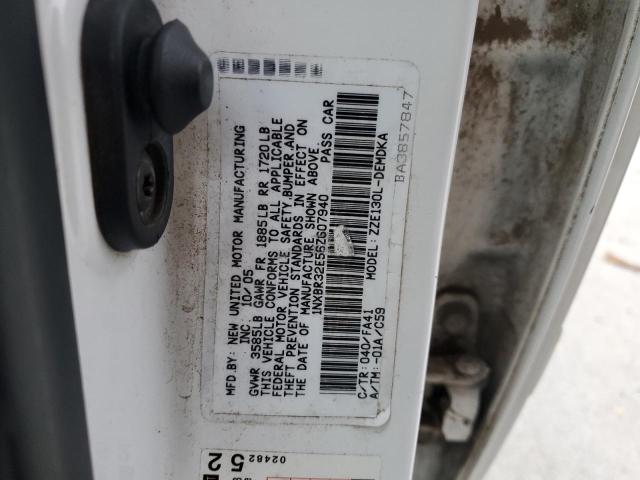 MFD.BY: NEW UNITED MOTOR MANUFACTURING
INC. 10/05
GVWR 3585LB GAWR FR 1885LB RR 1720LB
THIS VEHICLE CONFORMS TO ALL APPLICABLE
FEDERAL MOTOR VEHICLE SAFETY,BUMPER,AND
THEFT PREVENTION STANDARDS IN EFFECT ON
THE DATE OF MANUFACTURE SHOWN ABOVE.
1NXBR32E56Z607940 PASS CAR
C/TR: 040/FA41 MODEL: ZZE130L-DEMDKA
A/TM: -01A/C59
BA3857847
02482
5
2